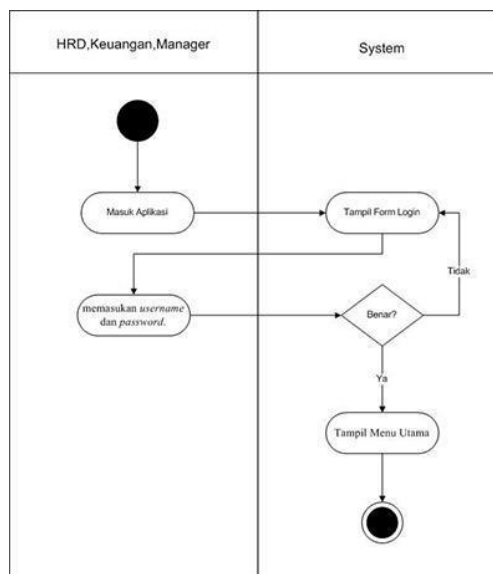 HRD,Keuangan,Manager
System
Masuk Aplikasi
Tampil Form Login
Tidak
memasukan username
dan password.
Benar?
Ya
Tampil Menu Utama